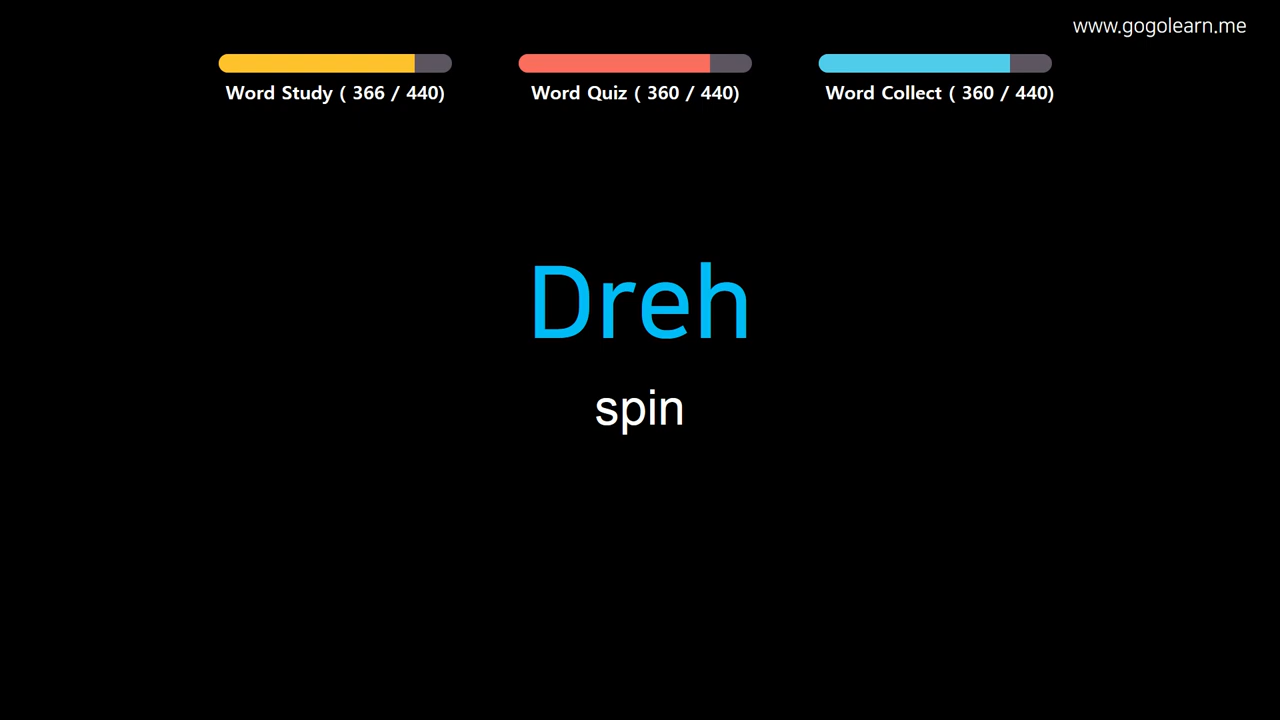 www.gogolearn.me
Word Study ( 366 / 440)
Word Quiz ( 360 / 440)
Word Collect ( 360 / 440)
Dreh
spin